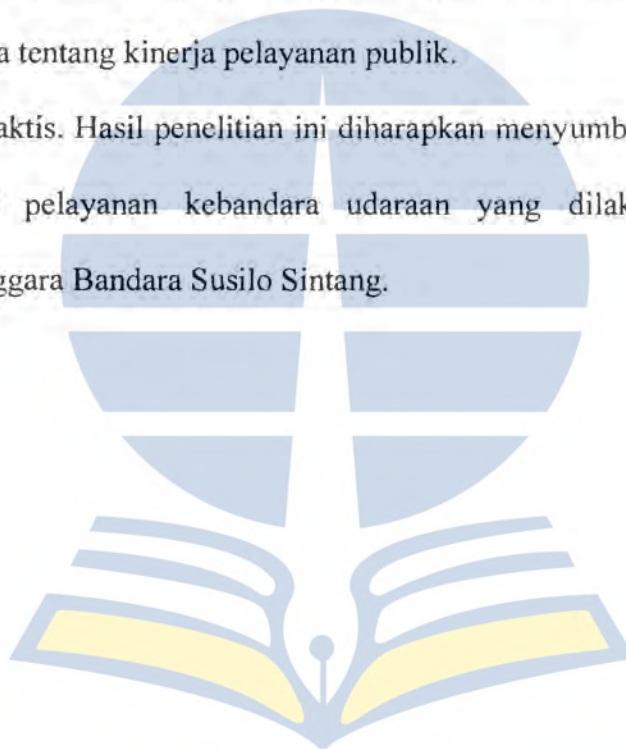 a tentang kinerja pelayanan publik.
aktis. Hasil penelitian ini diharapkan menyumb
pelayanan kebandara udaraan yang dilak
ggara Bandara Susilo Sintang.